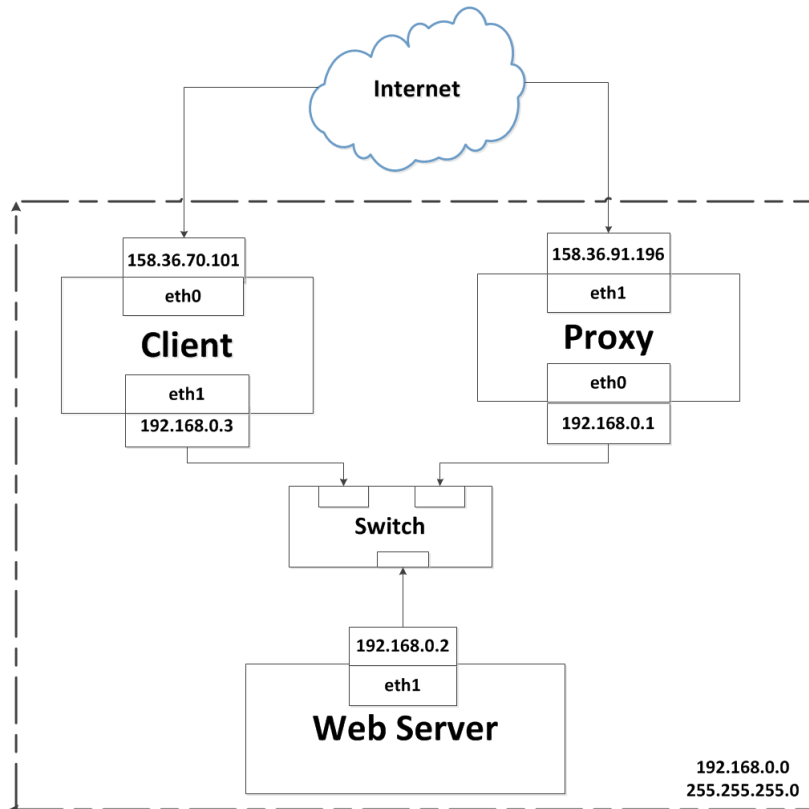 Internet
158.36.70.101
eth0
Client
eth1
192.168.0.3
158.36.91.196
eth1
Proxy
eth0
192.168.0.1
Switch
192.168.0.2
eth1
Web Server
192.168.0.0
255.255.255.0